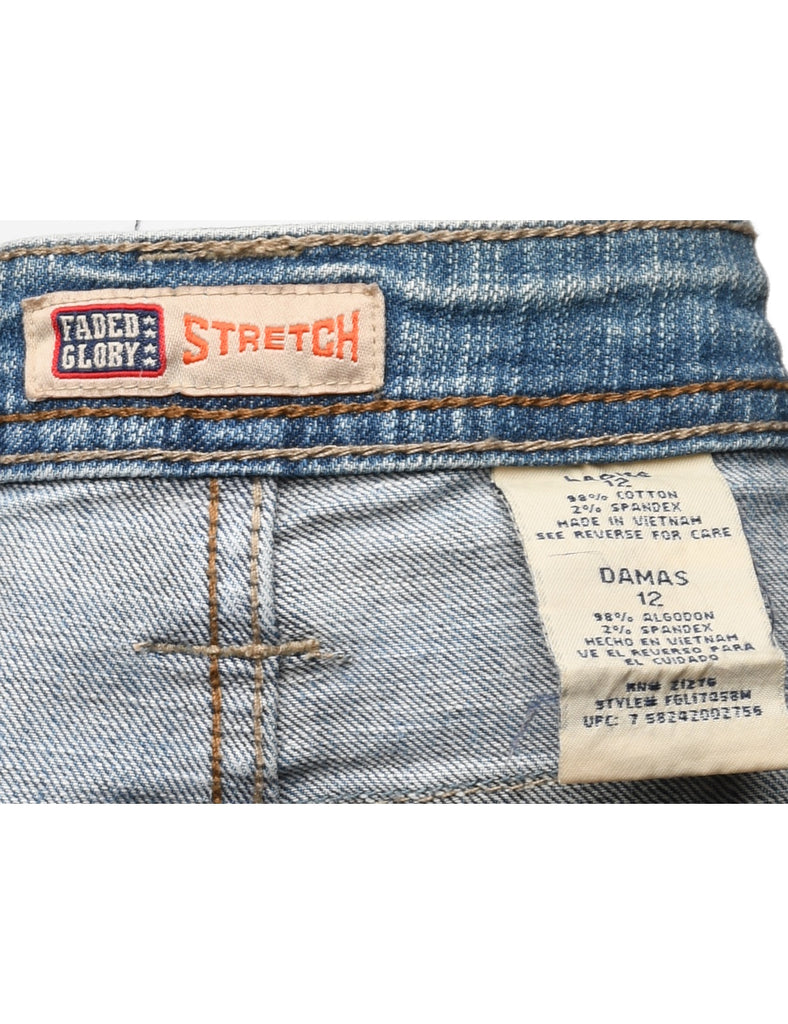 FADED
GLORY
STRETCH
LADIES
12
98% COTTON
2% SPANDEX
MADE IN VIETNAM
SEE REVERSE FOR CARE
DAMAS
12
98% ALGODON
2% SPANDEX
HECHO EN VIETNAM
VE EL REVERSO PARA
EL CUIDADO
RN# 21276
STYLE# FGL17058M
UPC: 7 58242002756